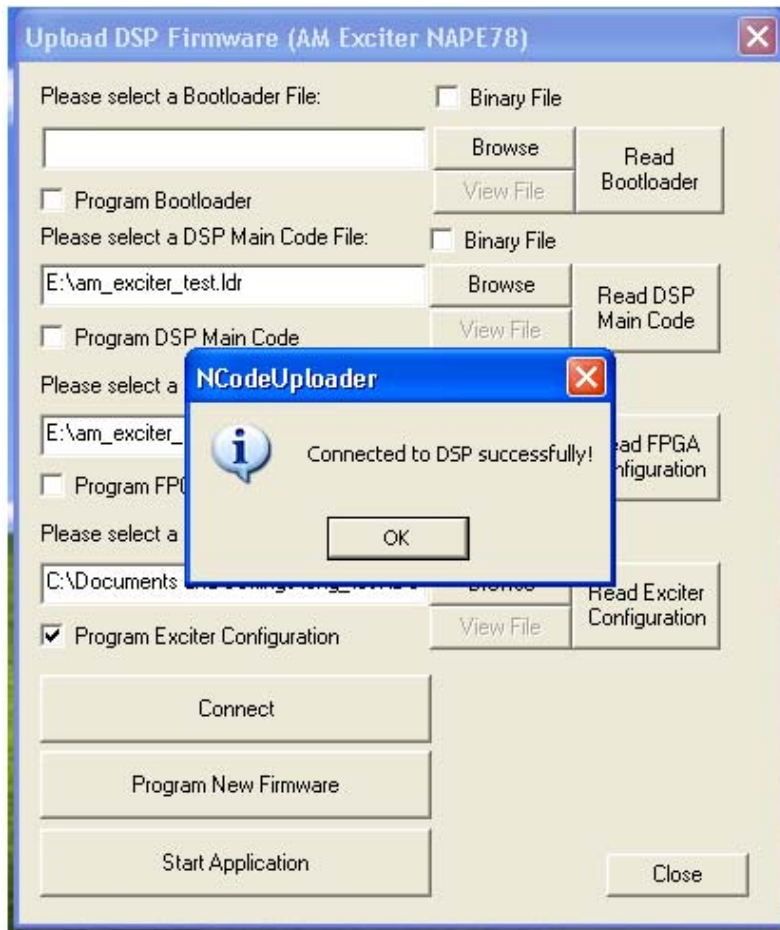 Upload DSP Firmware (AM Exciter NAPE78)
Please select a Bootloader File:
Binary File
Browse
Read
Bootloader
View File
Program Bootloader
Please select a DSP Main Code File:
Binary File
E:\am_exciter_test.ldr
Browse
Read DSP
Main Code
View File
Program DSP Main Code
NCodeUploader
Please select a
E:\am_exciter_
Connected to DSP successfully!
ad FPGA
nfiguration
Program FPG
OK
Please select a
C:\Documents
Read Exciter
Configuration
View File
Program Exciter Configuration
Connect
Program New Firmware
Start Application
Close